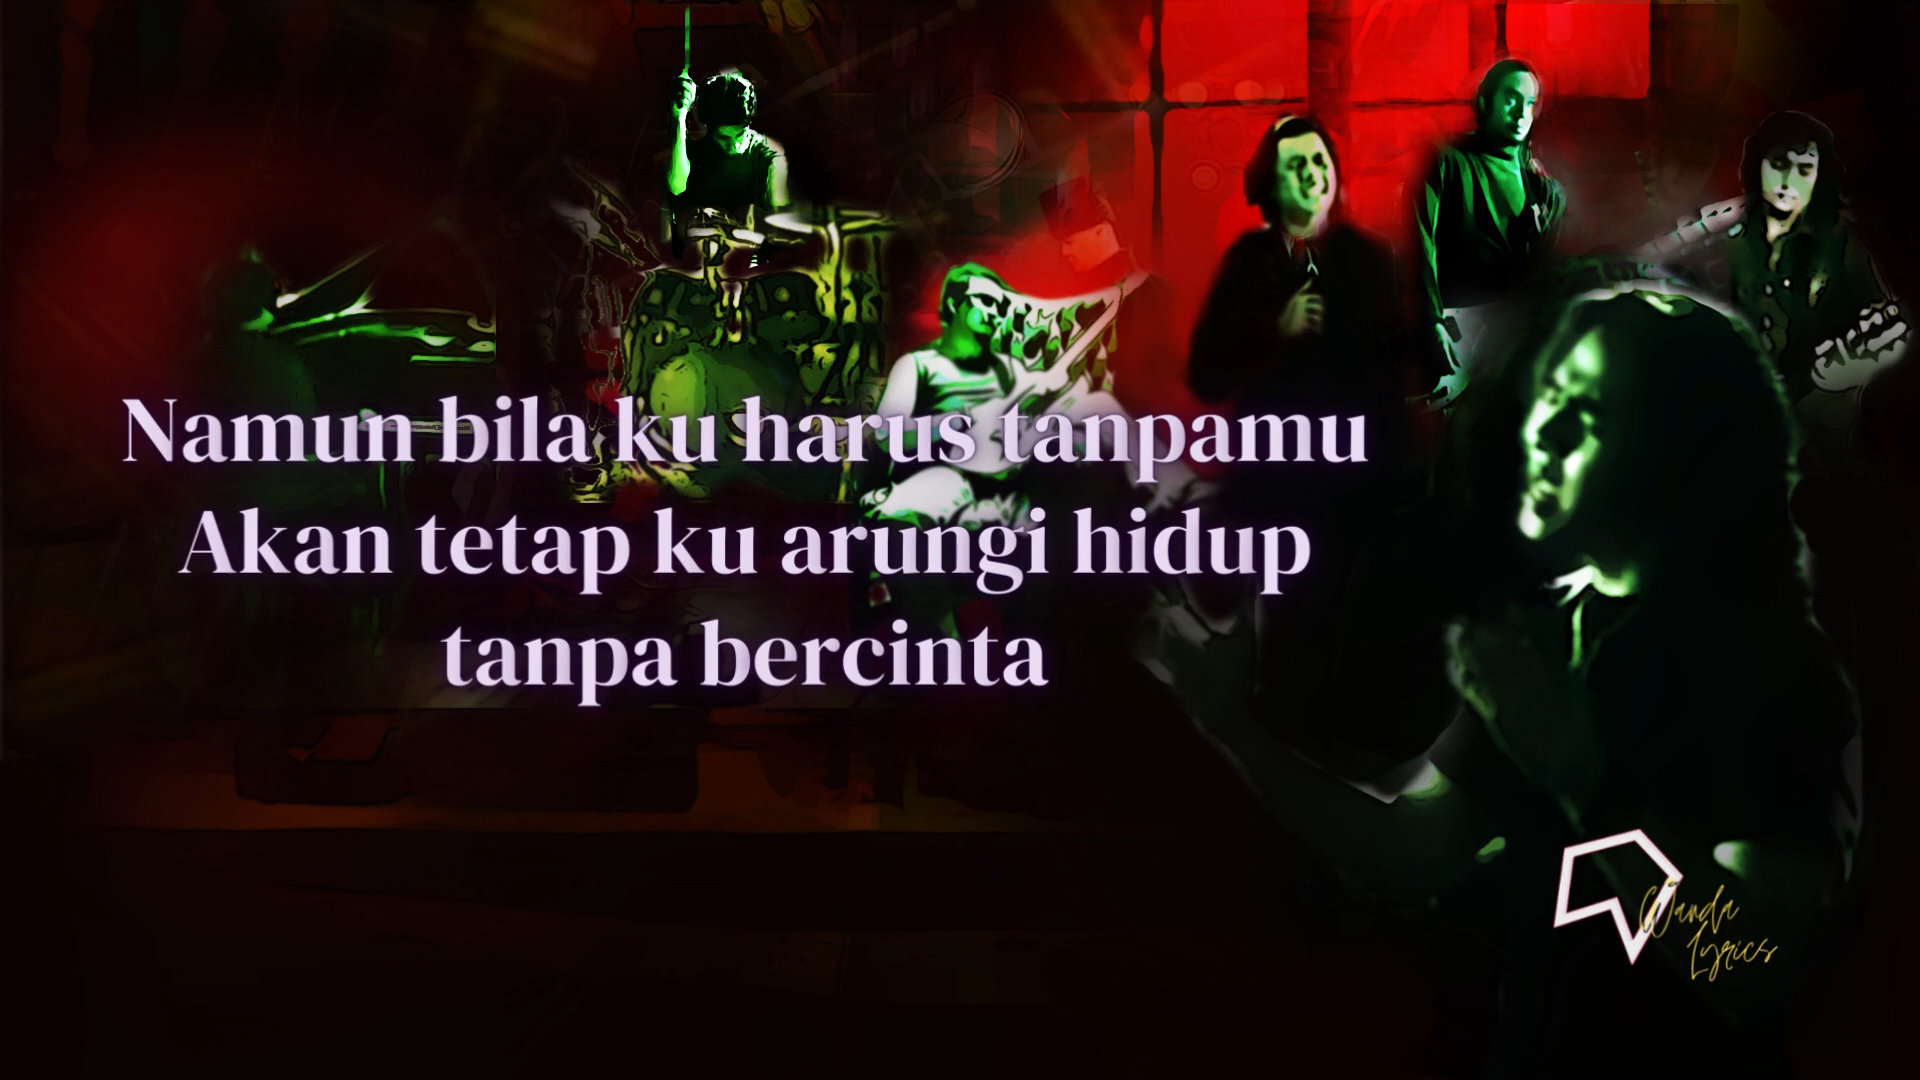 Namun bila ku harus tanpamu
Akan tetap ku arungi hidup
tanpa bercinta
Wanda
Lyrics